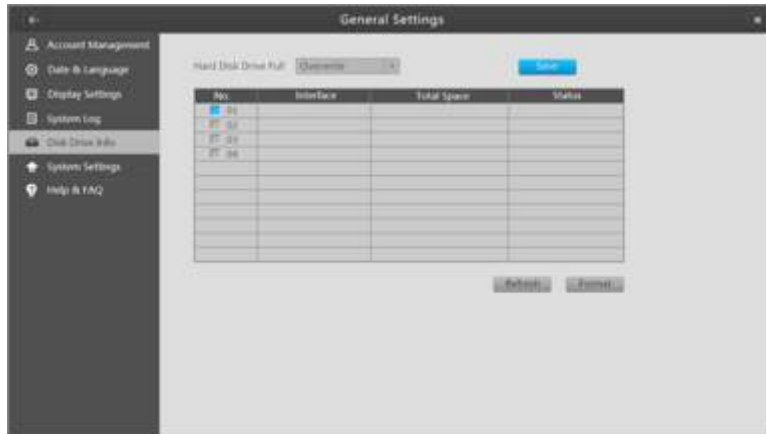 General Settings
Account Management
Date & Language
Display Settings
System Log
Disk Drive Info
System Settings
Help & FAQ
Hard Disk Drive Full Overwrite Save
No. Interface Total Space Status
01
02
03
04
Refresh Format